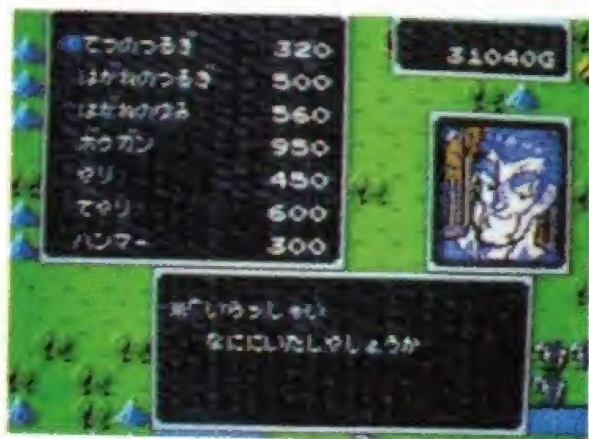 てつのつるぎ 320
はがねのつるぎ 500
はがねのゆみ 560
ボウガン 950
やり 450
てやり 600
ハンマー 300
31040G
「いらっしゃい
なににいたしやしょうか